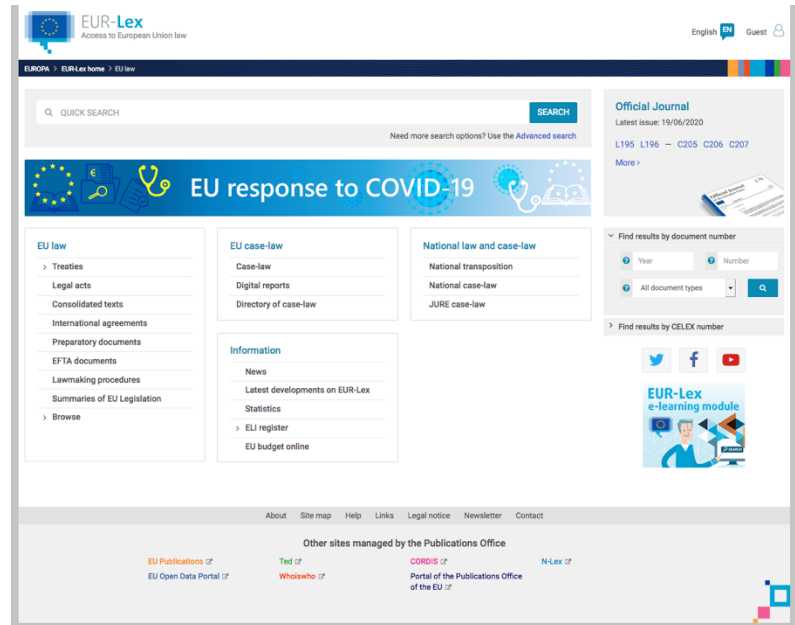 EUR-Lex
Access to European Union law
English EN Guest
EUROPA > EUR-Lex home > EU law
QUICK SEARCH
SEARCH
Need more search options? Use the Advanced search
Official Journal
Latest issue: 19/06/2020
L195 L196 — C205 C206 C207
More >
Official Journal
EU response to COVID-19
EU law
> Treaties
Legal acts
Consolidated texts
International agreements
Preparatory documents
EFTA documents
Lawmaking procedures
Summaries of EU Legislation
> Browse
EU case-law
Case-law
Digital reports
Directory of case-law
Information
News
Latest developments on EUR-Lex
Statistics
> ELI register
EU budget online
National law and case-law
National transposition
National case-law
JURE case-law
Find results by document number
Year
Number
All document types
> Find results by CELEX number
EUR-Lex
e-learning module
SEARCH
About Site map Help Links Legal notice Newsletter Contact
Other sites managed by the Publications Office
EU Publications
Ted
CORDIS
N-Lex
EU Open Data Portal
Whoiswho
Portal of the Publications Office
of the EU